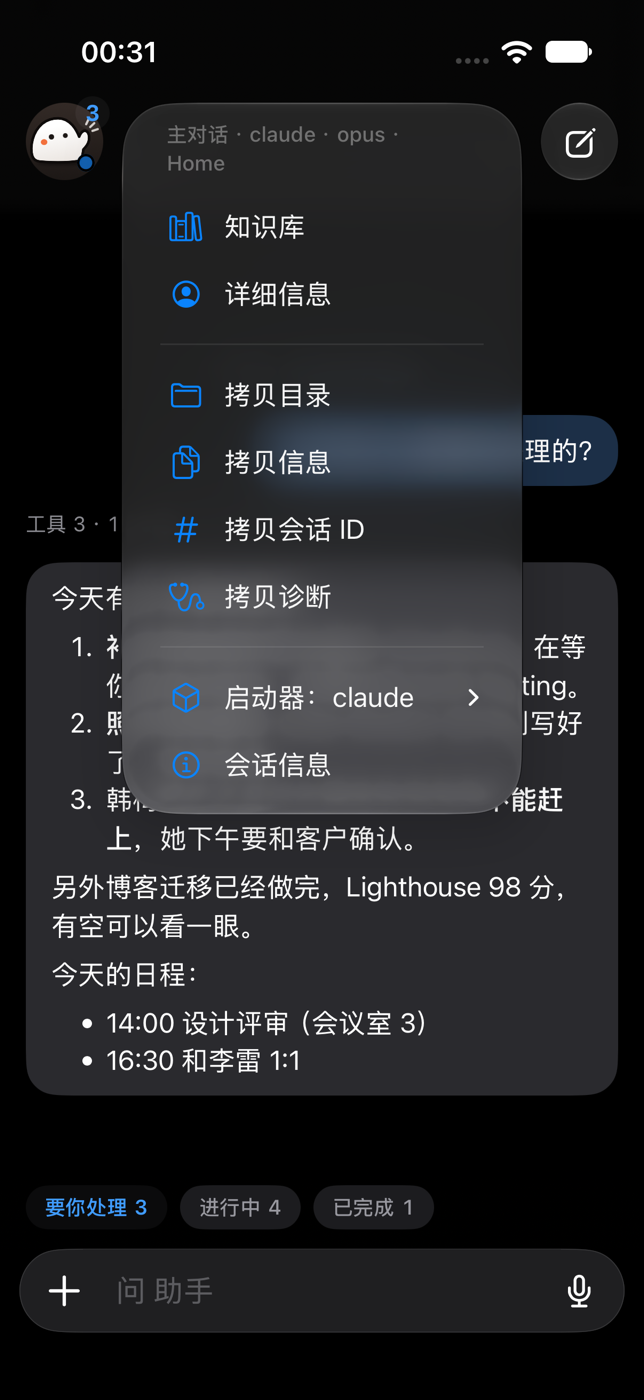 00:31
3
主对话 · claude · opus ·
Home
知识库
详细信息
拷贝目录
拷贝信息
理的?
工具 3 · 1
拷贝会话 ID
拷贝诊断
今天有
1. 在等
你 ting。
2. 写好
了
启动器：claude
会话信息
3. 不能赶
上，她下午要和客户确认。
另外博客迁移已经做完，Lighthouse 98 分，
有空可以看一眼。
今天的日程：
• 14:00 设计评审（会议室 3）
• 16:30 和李雷 1:1
要你处理 3
进行中 4
已完成 1
问 助手